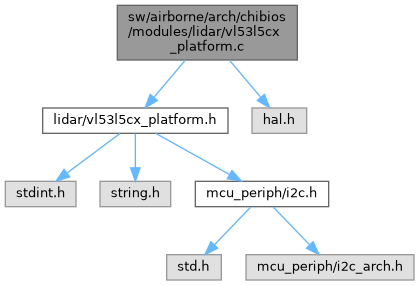 sw/airborne/arch/chibios
/modules/lidar/vl53l5cx
_platform.c
lidar/vl53l5cx_platform.h
hal.h
stdint.h
string.h
mcu_periph/i2c.h
std.h
mcu_periph/i2c_arch.h